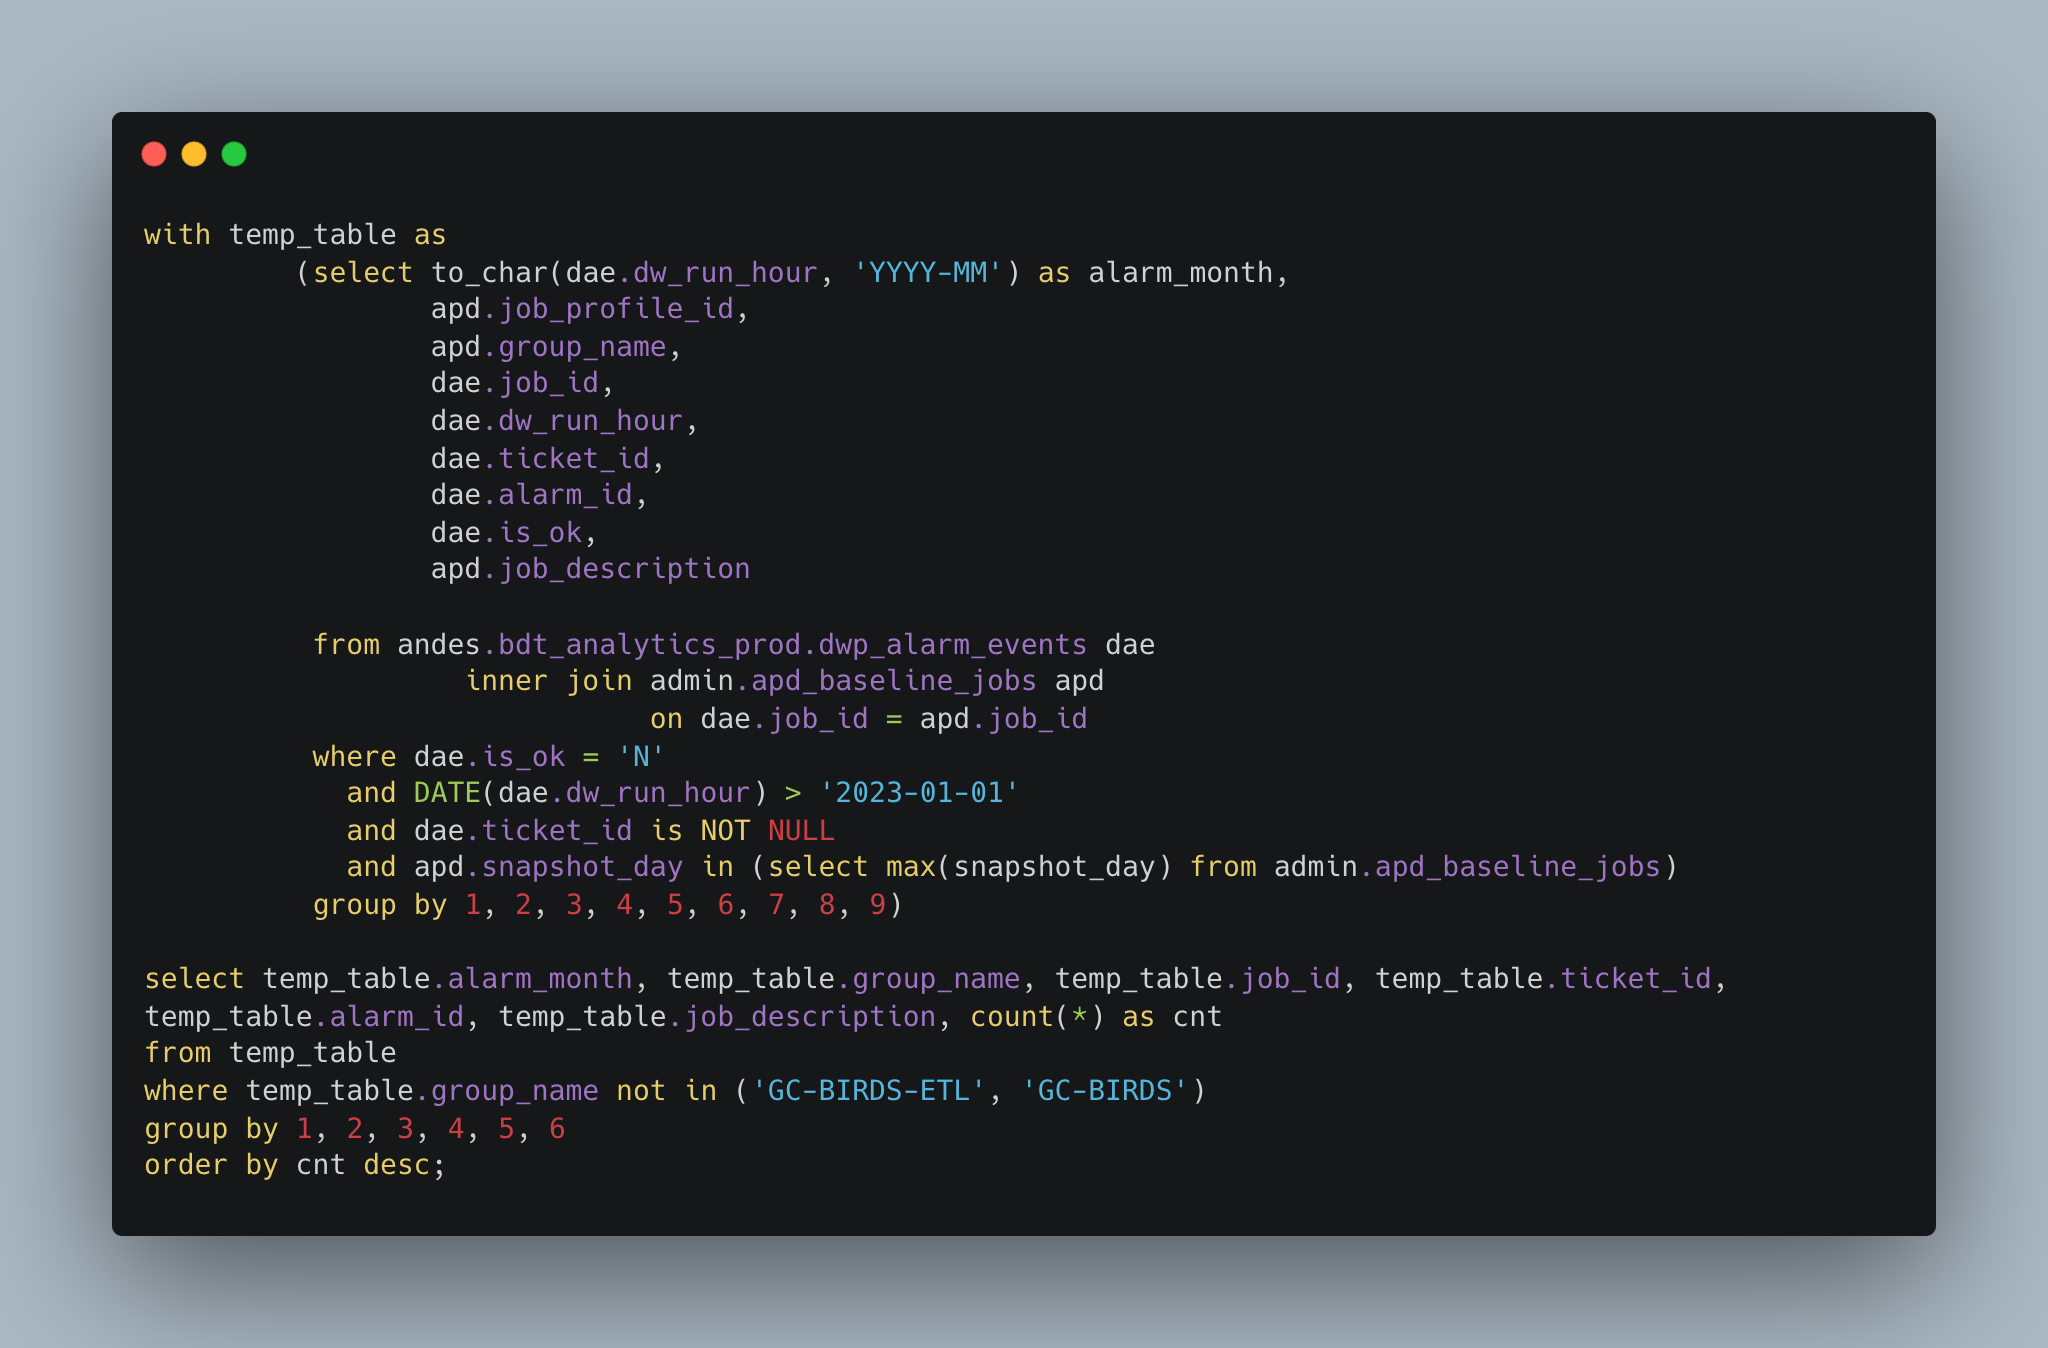 with temp_table as
         (select to_char(dae.dw_run_hour, 'YYYY-MM') as alarm_month,
                 apd.job_profile_id,
                 apd.group_name,
                 dae.job_id,
                 dae.dw_run_hour,
                 dae.ticket_id,
                 dae.alarm_id,
                 dae.is_ok,
                 apd.job_description
          from andes.bdt_analytics_prod.dwp_alarm_events dae
                   inner join admin.apd_baseline_jobs apd
                              on dae.job_id = apd.job_id
          where dae.is_ok = 'N'
            and DATE(dae.dw_run_hour) > '2023-01-01'
            and dae.ticket_id is NOT NULL
            and apd.snapshot_day in (select max(snapshot_day) from admin.apd_baseline_jobs)
          group by 1, 2, 3, 4, 5, 6, 7, 8, 9)
select temp_table.alarm_month, temp_table.group_name, temp_table.job_id, temp_table.ticket_id,
temp_table.alarm_id, temp_table.job_description, count(*) as cnt
from temp_table
where temp_table.group_name not in ('GC-BIRDS-ETL', 'GC-BIRDS')
group by 1, 2, 3, 4, 5, 6
order by cnt desc;